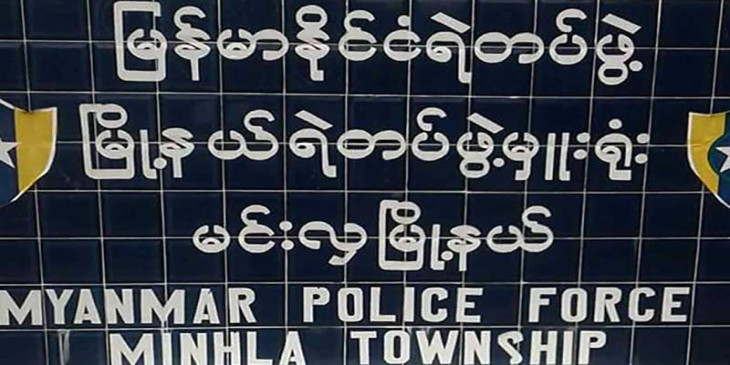 မြန်မာနိုင်ငံရဲတပ်ဖွဲ့
မြို့နယ်ရဲတပ်ဖွဲ့မှူးရုံး
မင်းလှမြို့နယ်
MYANMAR POLICE FORCE
MINHLA TOWNSHIP